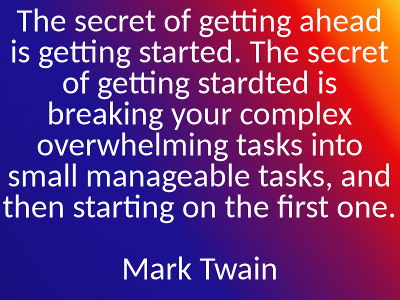 The secret of getting ahead
is getting started. The secret
of getting stardted is
breaking your complex
overwhelming tasks into
small manageable tasks, and
then starting on the first one.
Mark Twain